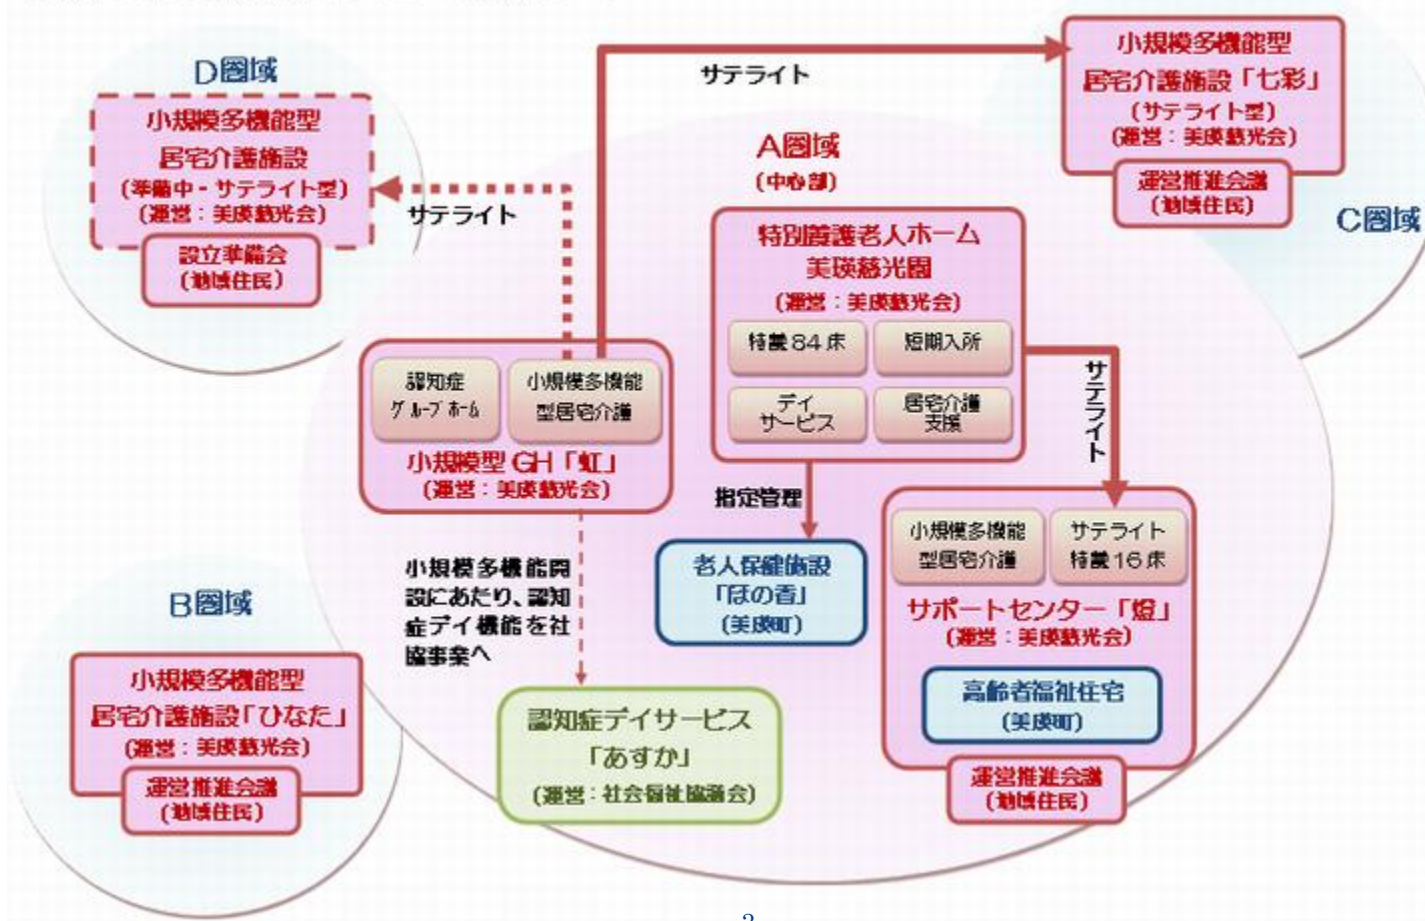 D圏域
小規模多機能型
居宅介護施設
(準備中・サテライト型)
(運営：美瑛慈光会)
設立準備会
(地域住民)
サテライト
サテライト
小規模多機能型
居宅介護施設「七彩」
(サテライト型)
(運営：美瑛慈光会)
運営推進会議
(地域住民)
C圏域
A圏域
(中心部)
特別養護老人ホーム
美瑛慈光園
(運営：美瑛慈光会)
特養84床
短期入所
デイ
サービス
居宅介護
支援
サテライト
指定管理
認知症
グループホーム
小規模多機能
型居宅介護
小規模型 GH「虹」
(運営：美瑛慈光会)
小規模多機能開
設にあたり、認知
症デイ機能を社
協事業へ
老人保健施設
「ほの香」
(美瑛町)
小規模多機能
型居宅介護
サテライト
特養16床
サポートセンター「燈」
(運営：美瑛慈光会)
高齢者福祉住宅
(美瑛町)
運営推進会議
(地域住民)
認知症デイサービス
「あすか」
(運営：社会福祉協議会)
B圏域
小規模多機能型
居宅介護施設「ひなた」
(運営：美瑛慈光会)
運営推進会議
(地域住民)